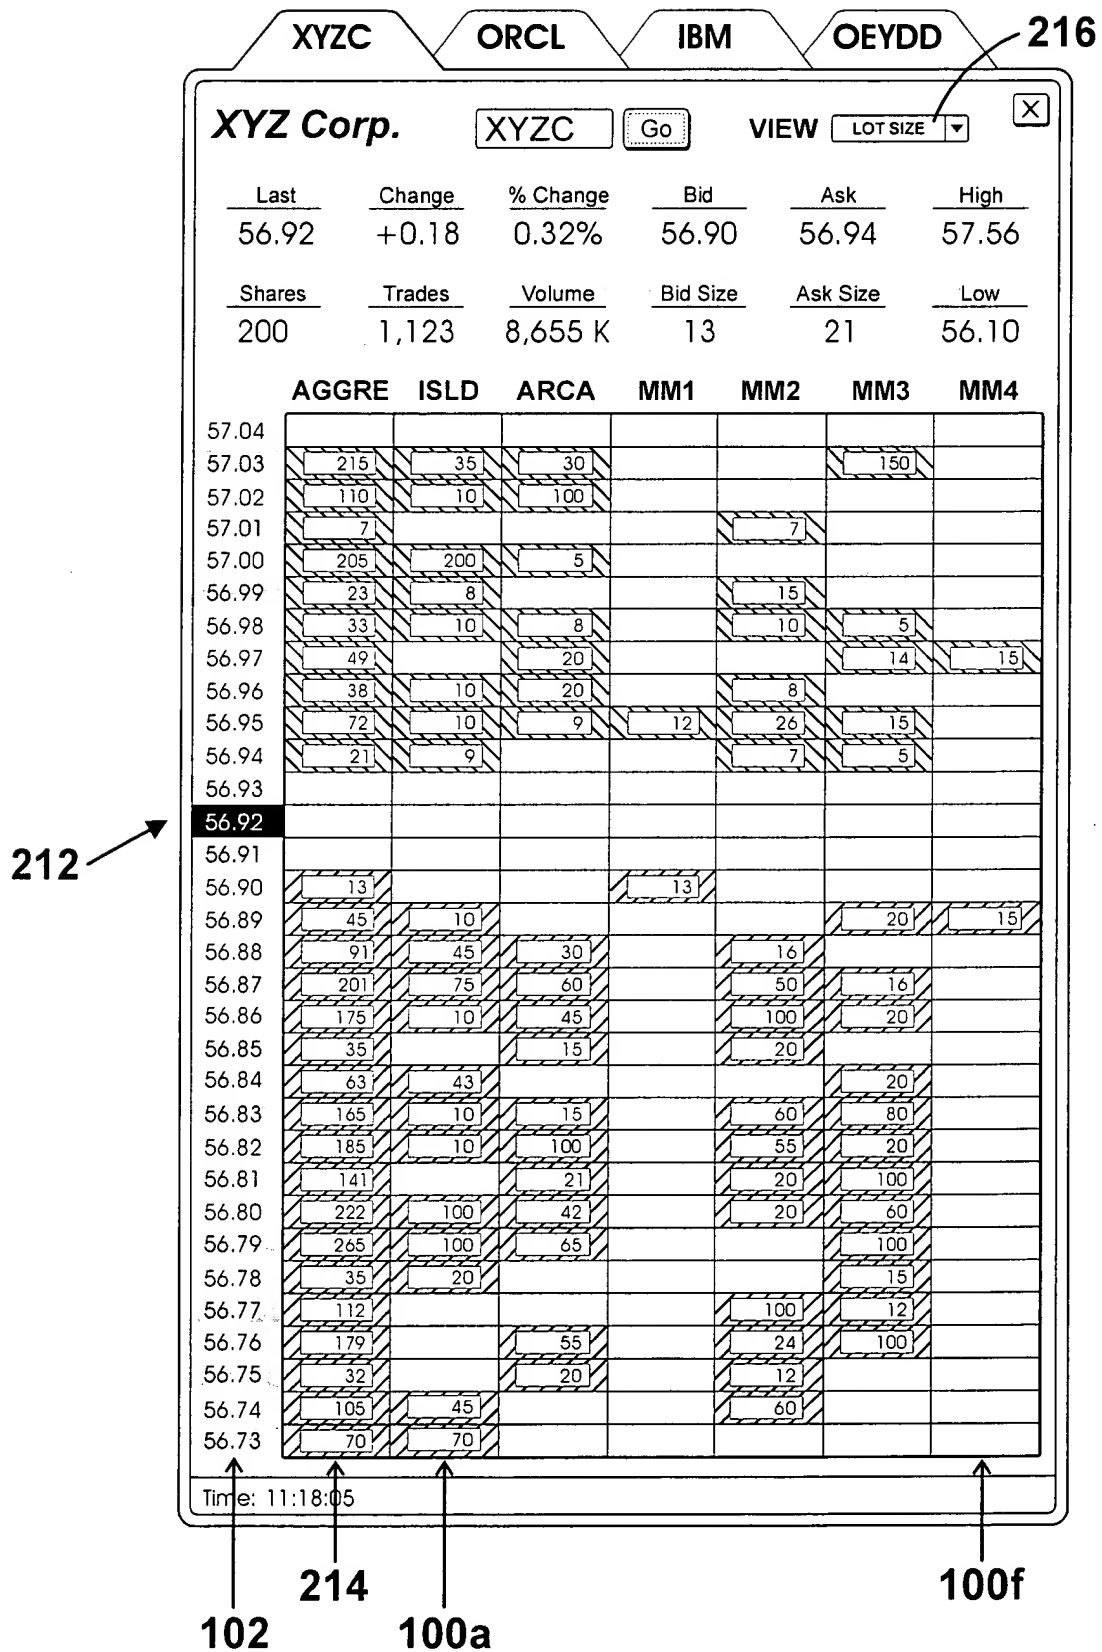 XYZC ORCL IBM OEYDD 216
XYZ Corp. XYZC Go VIEW LOT SIZE X
Last Change % Change Bid Ask High
56.92 +0.18 0.32% 56.90 56.94 57.56
Shares Trades Volume Bid Size Ask Size Low
200 1,123 8,655 K 13 21 56.10
AGGRE ISLD ARCA MM1 MM2 MM3 MM4
57.04
57.03 215 35 30 150
57.02 110 10 100
57.01 7 7
57.00 205 200 5
56.99 23 8 15
56.98 33 10 8 10 5
56.97 49 20 14 15
56.96 38 10 20 8
56.95 72 10 9 12 26 15
56.94 21 9 7 5
56.93
56.92
212
56.91
56.90 13 13
56.89 45 10 20 15
56.88 91 45 30 16
56.87 201 75 60 50 16
56.86 175 10 45 100 20
56.85 35 15 20
56.84 63 43 20
56.83 165 10 15 60 80
56.82 185 10 100 55 20
56.81 141 21 20 100
56.80 222 100 42 20 60
56.79 265 100 65 100
56.78 35 20 15
56.77 112 100 12
56.76 179 55 24 100
56.75 32 20 12
56.74 105 45 60
56.73 70 70
Time: 11:18:05
214 100f
102 100a